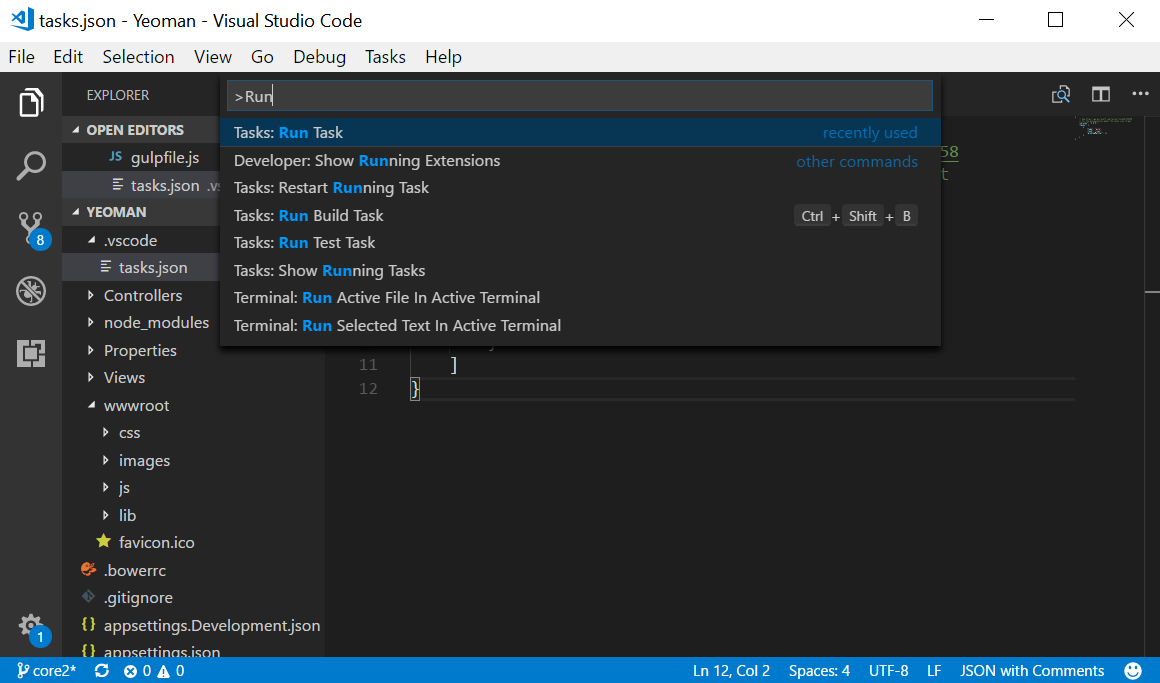 tasks.json - Yeoman - Visual Studio Code
File Edit Selection View Go Debug Tasks Help
EXPLORER
>Run
OPEN EDITORS
JS gulpfile.js
tasks.json .vs
YEOMAN
8
.vscode
tasks.json
Controllers
node_modules
Properties
Views
wwwroot
css
images
js
lib
favicon.ico
.bowerrc
.gitignore
{} appsettings.Development.json
{} appsettings.json
1
Tasks: Run Task recently used
Developer: Show Running Extensions other commands
Tasks: Restart Running Task
Tasks: Run Build Task Ctrl + Shift + B
Tasks: Run Test Task
Tasks: Show Running Tasks
Terminal: Run Active File In Active Terminal
Terminal: Run Selected Text In Active Terminal
58
t
11 ]
12 }
core2* 0 0 Ln 12, Col 2 Spaces: 4 UTF-8 LF JSON with Comments